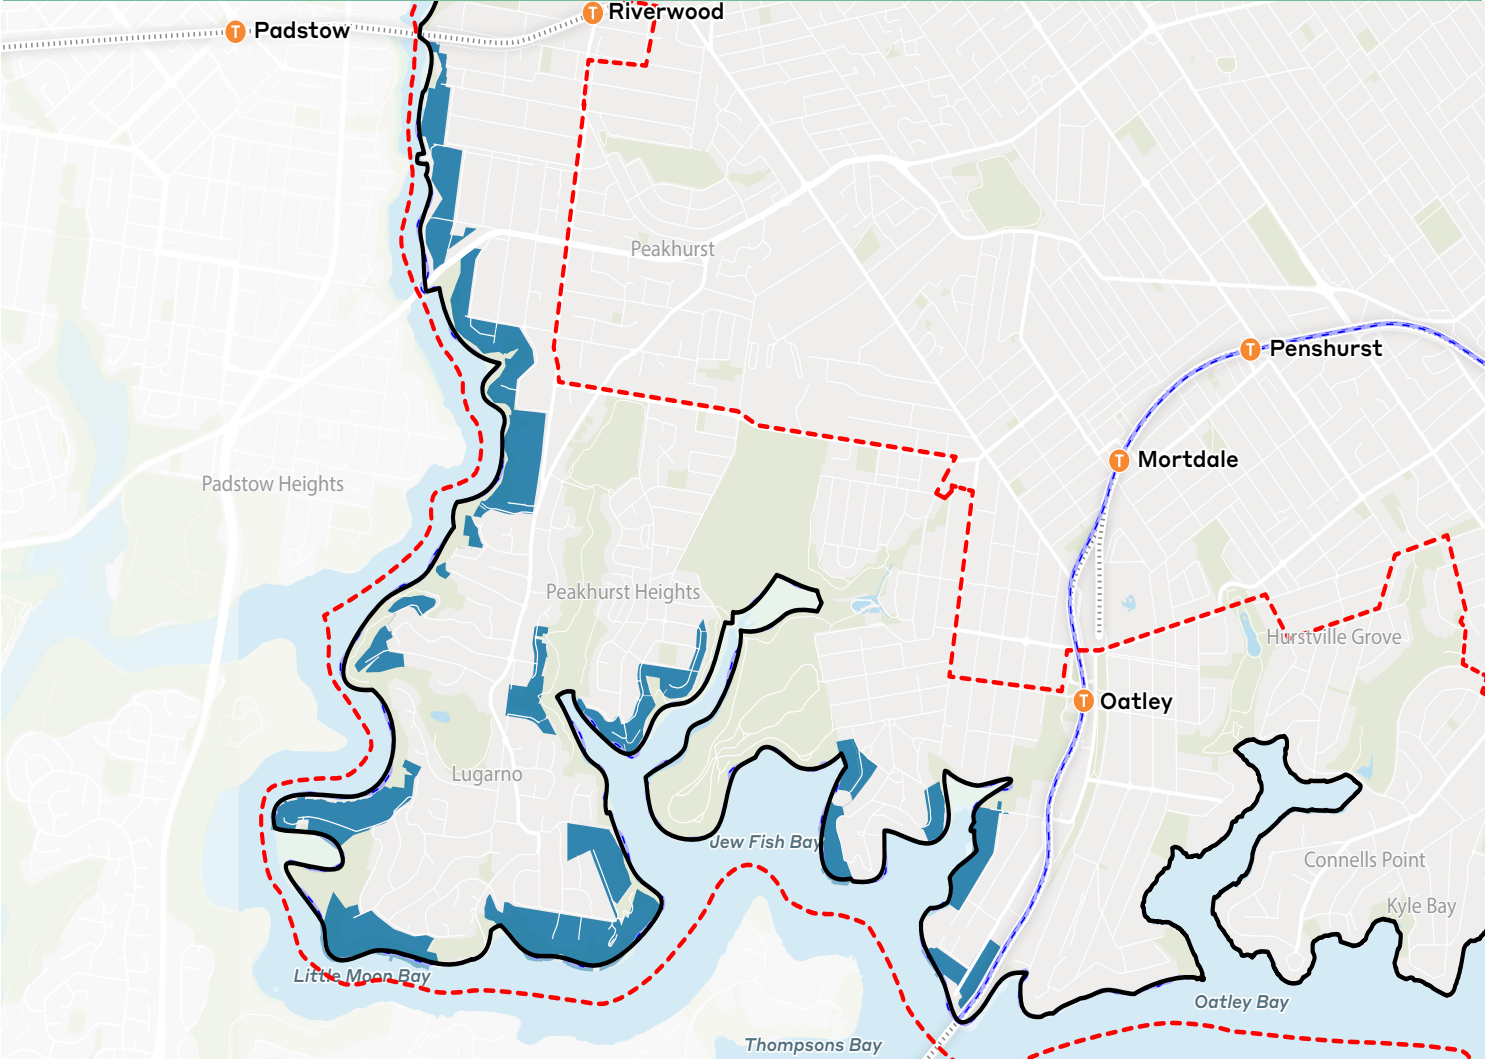 T Riverwood
T Padstow
Peakhurst
T Penshurst
T Mortdale
Padstow Heights
Peakhurst Heights
Hurstville Grove
T Oatley
Lugarno
Jew Fish Bay
Connells Point
Kyle Bay
Little Moon Bay
Oatley Bay
Thompsons Bay